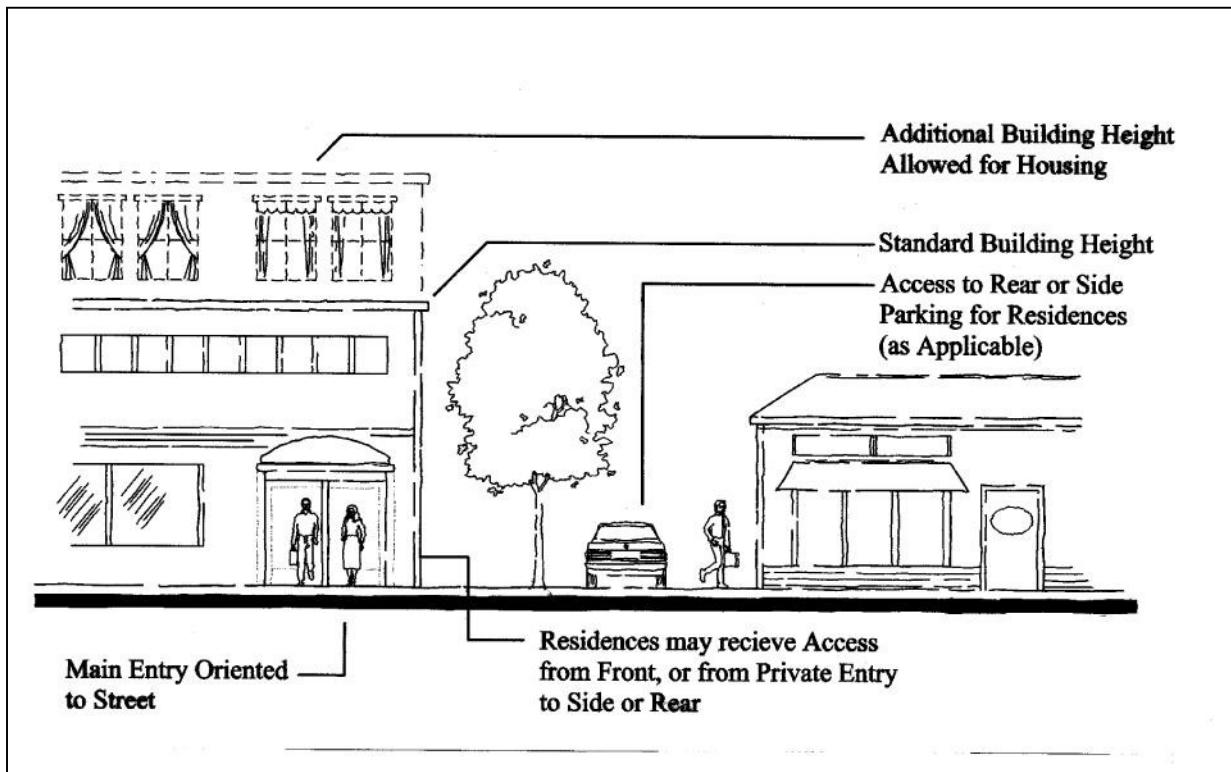 Additional Building Height
Allowed for Housing
Standard Building Height
Access to Rear or Side
Parking for Residences
(as Applicable)
Main Entry Oriented
to Street
Residences may recieve Access
from Front, or from Private Entry
to Side or Rear